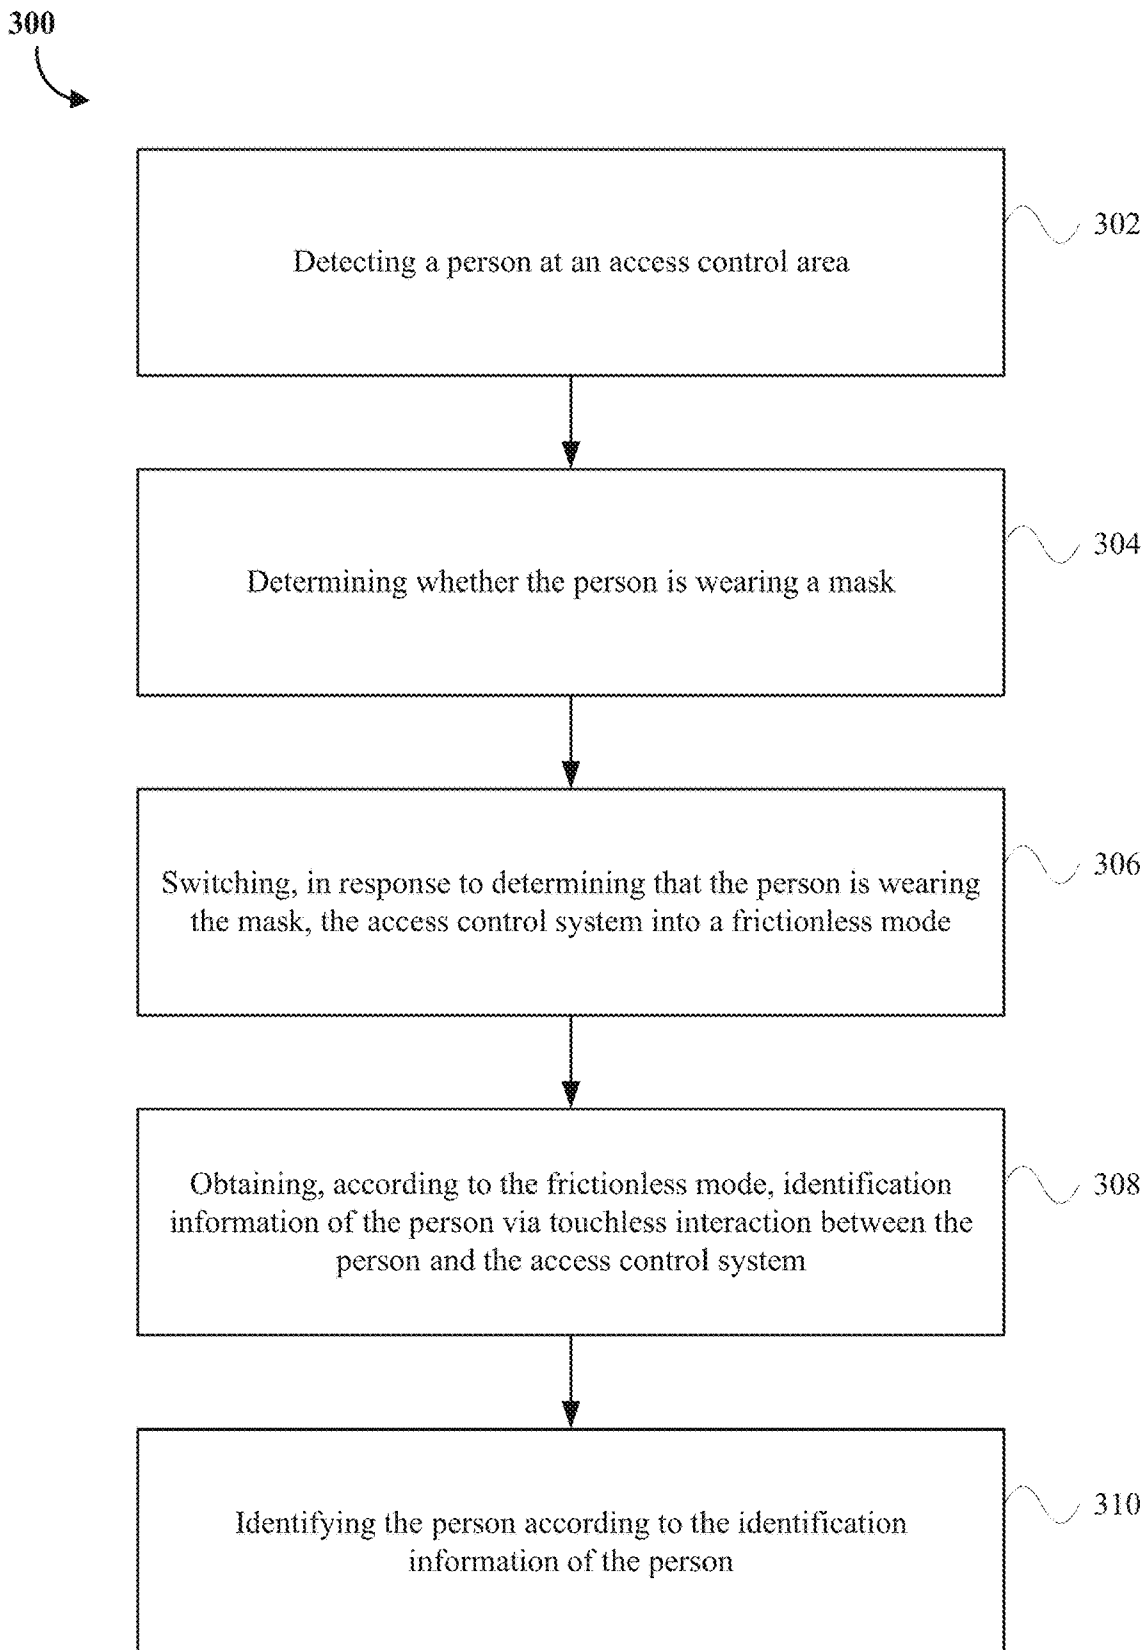 300
302
Detecting a person at an access control area
304
Determining whether the person is wearing a mask
306
Switching, in response to determining that the person is wearing
the mask, the access control system into a frictionless mode
308
Obtaining, according to the frictionless mode, identification
information of the person via touchless interaction between the
person and the access control system
310
Identifying the person according to the identification
information of the person